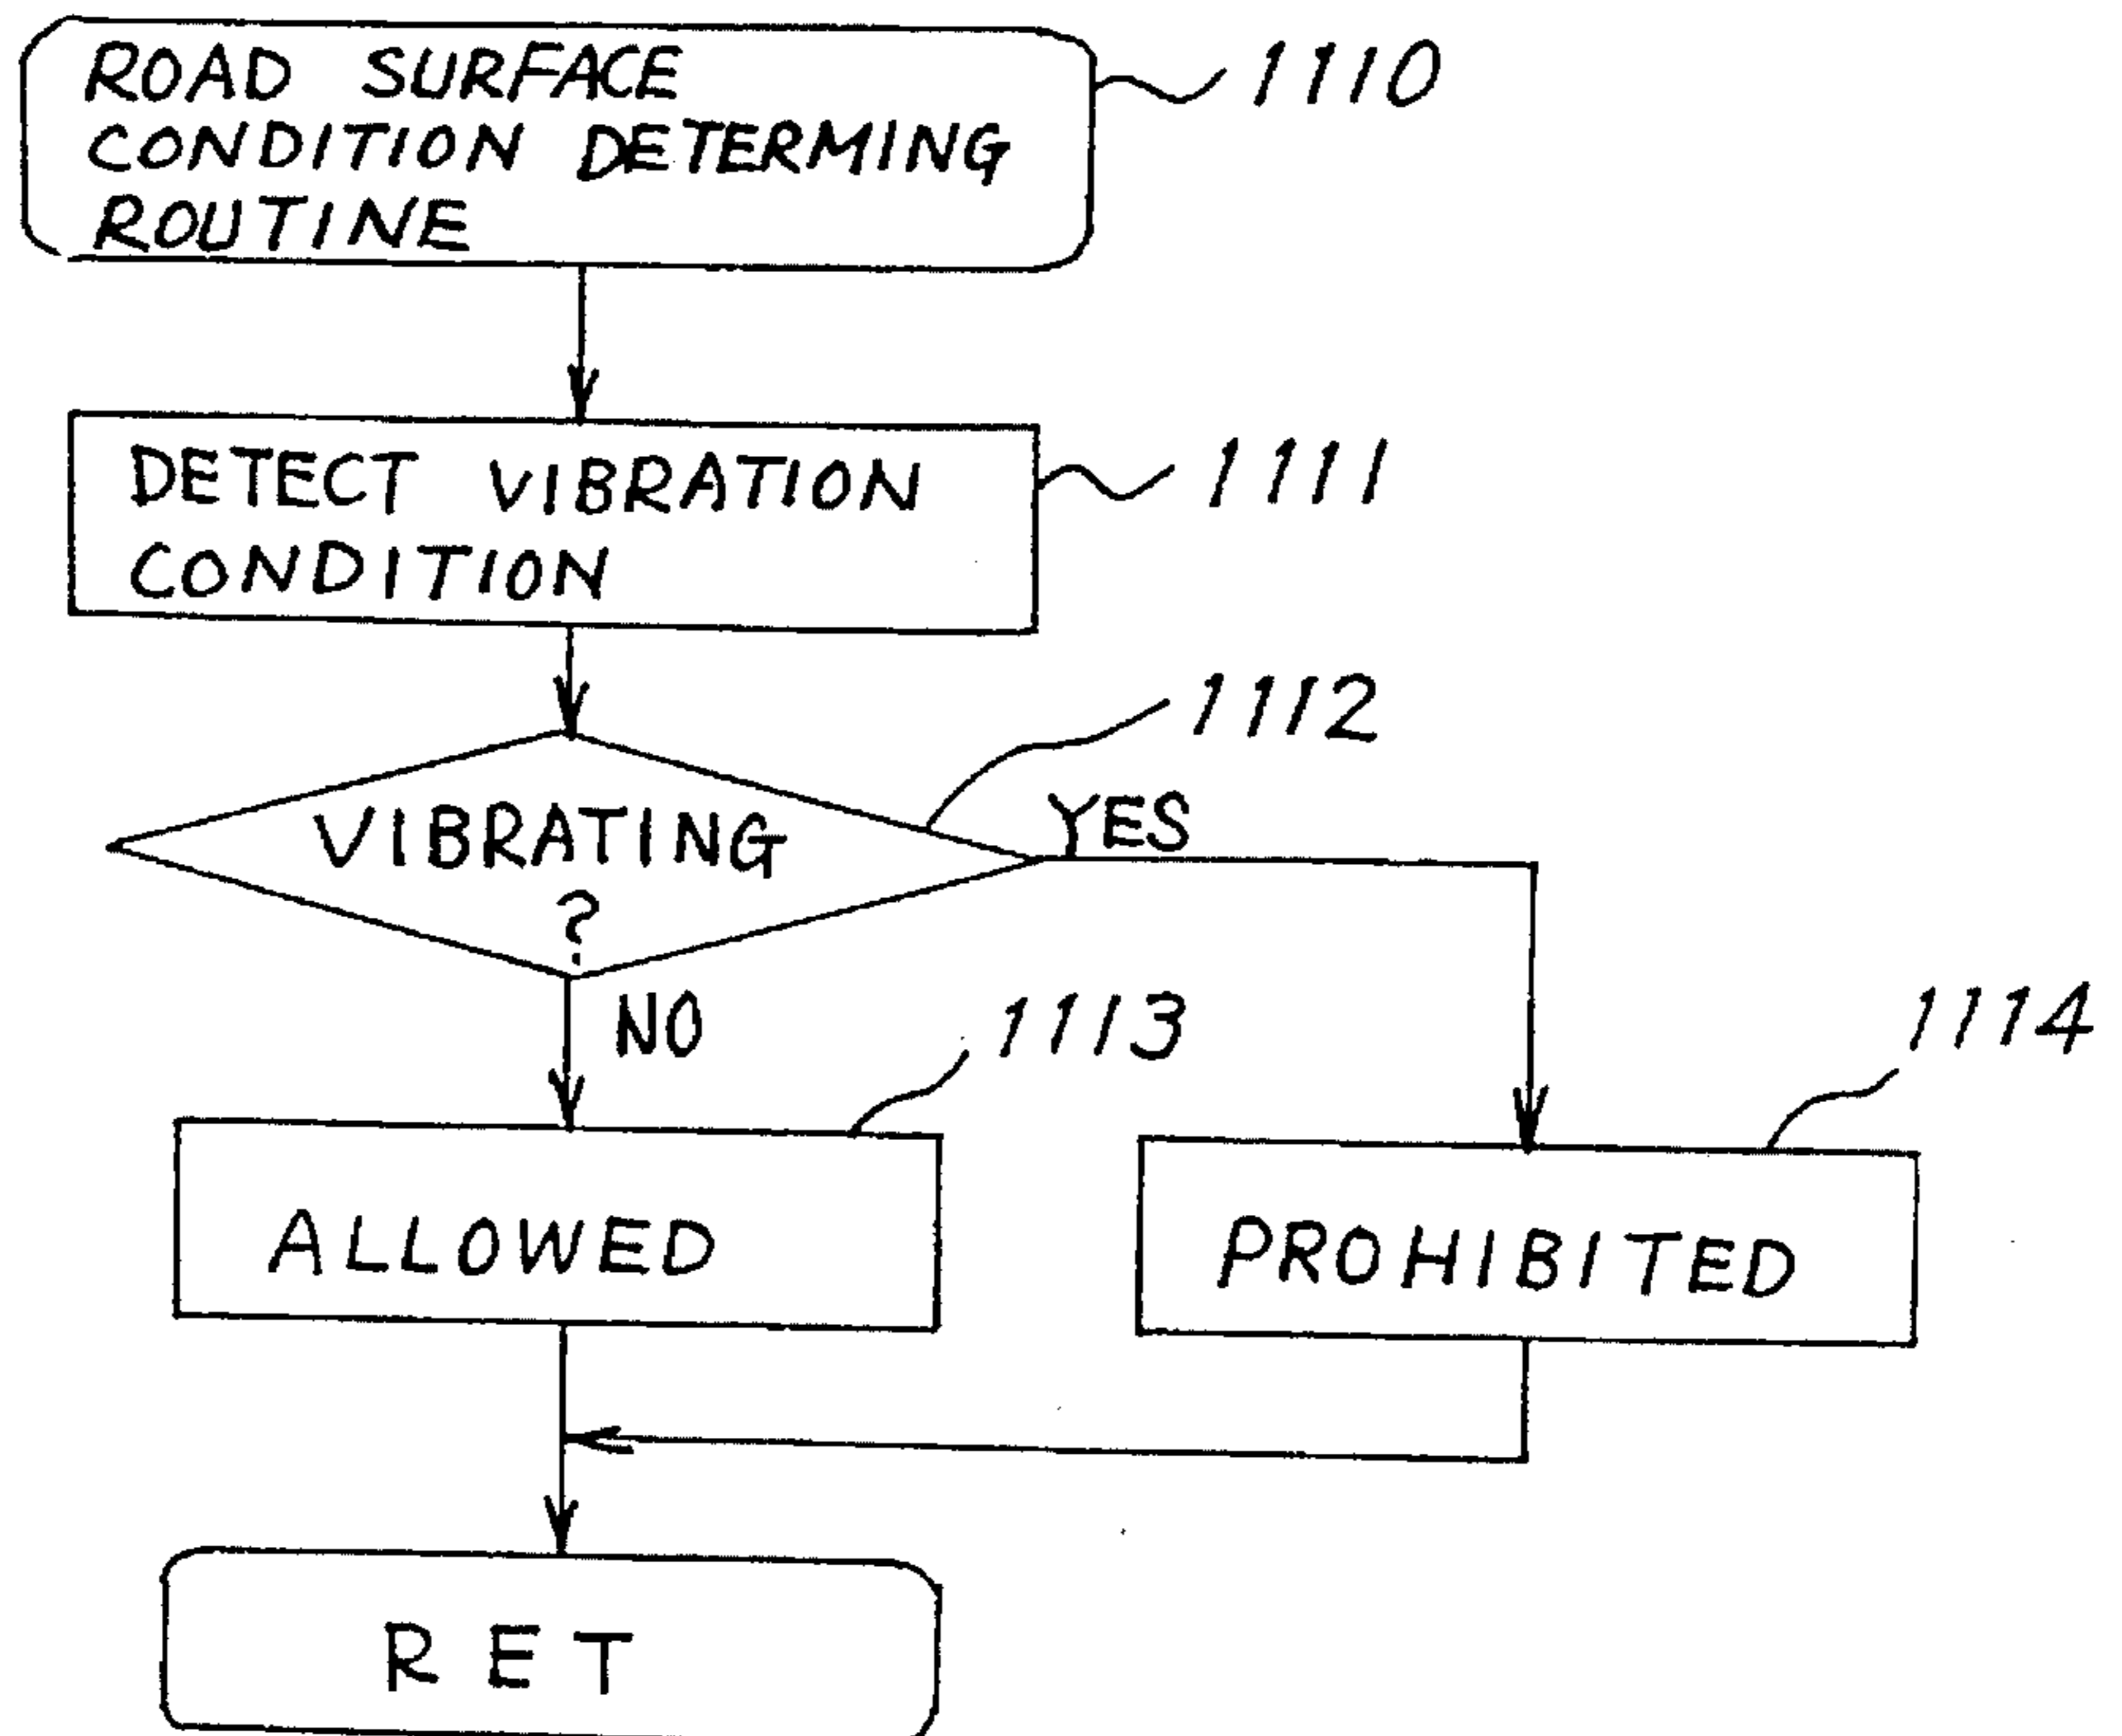 ROAD SURFACE
CONDITION DETERMING
ROUTINE
1110
DETECT VIBRATION
CONDITION
1111
1112
VIBRATING
?
YES
NO
1113
1114
ALLOWED
PROHIBITED
RET